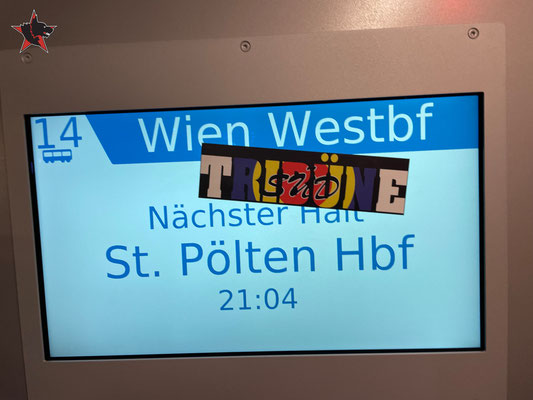 14
Wien Westbf
TRIBÜNE
SÜD
Nächster Halt
St. Pölten Hbf
21:04